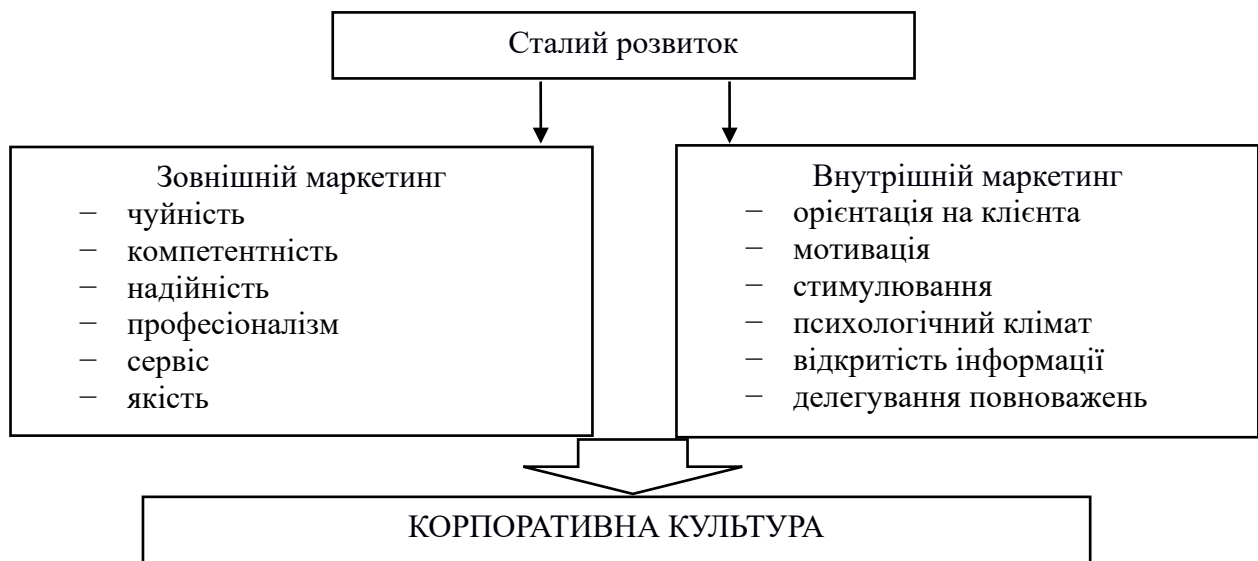 Сталий розвиток
Зовнішній маркетинг
− чуйність
− компетентність
− надійність
− професіоналізм
− сервіс
− якість
Внутрішній маркетинг
− орієнтація на клієнта
− мотивація
− стимулювання
− психологічний клімат
− відкритість інформації
− делегування повноважень
КОРПОРАТИВНА КУЛЬТУРА